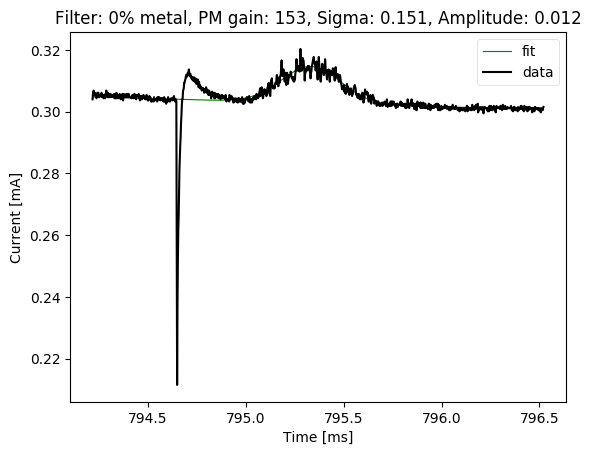 Filter: 0% metal, PM gain: 153, Sigma: 0.151, Amplitude: 0.012
fit
data
0.32
0.30
0.28
0.26
0.24
0.22
Current [mA]
794.5 795.0 795.5 796.0 796.5
Time [ms]